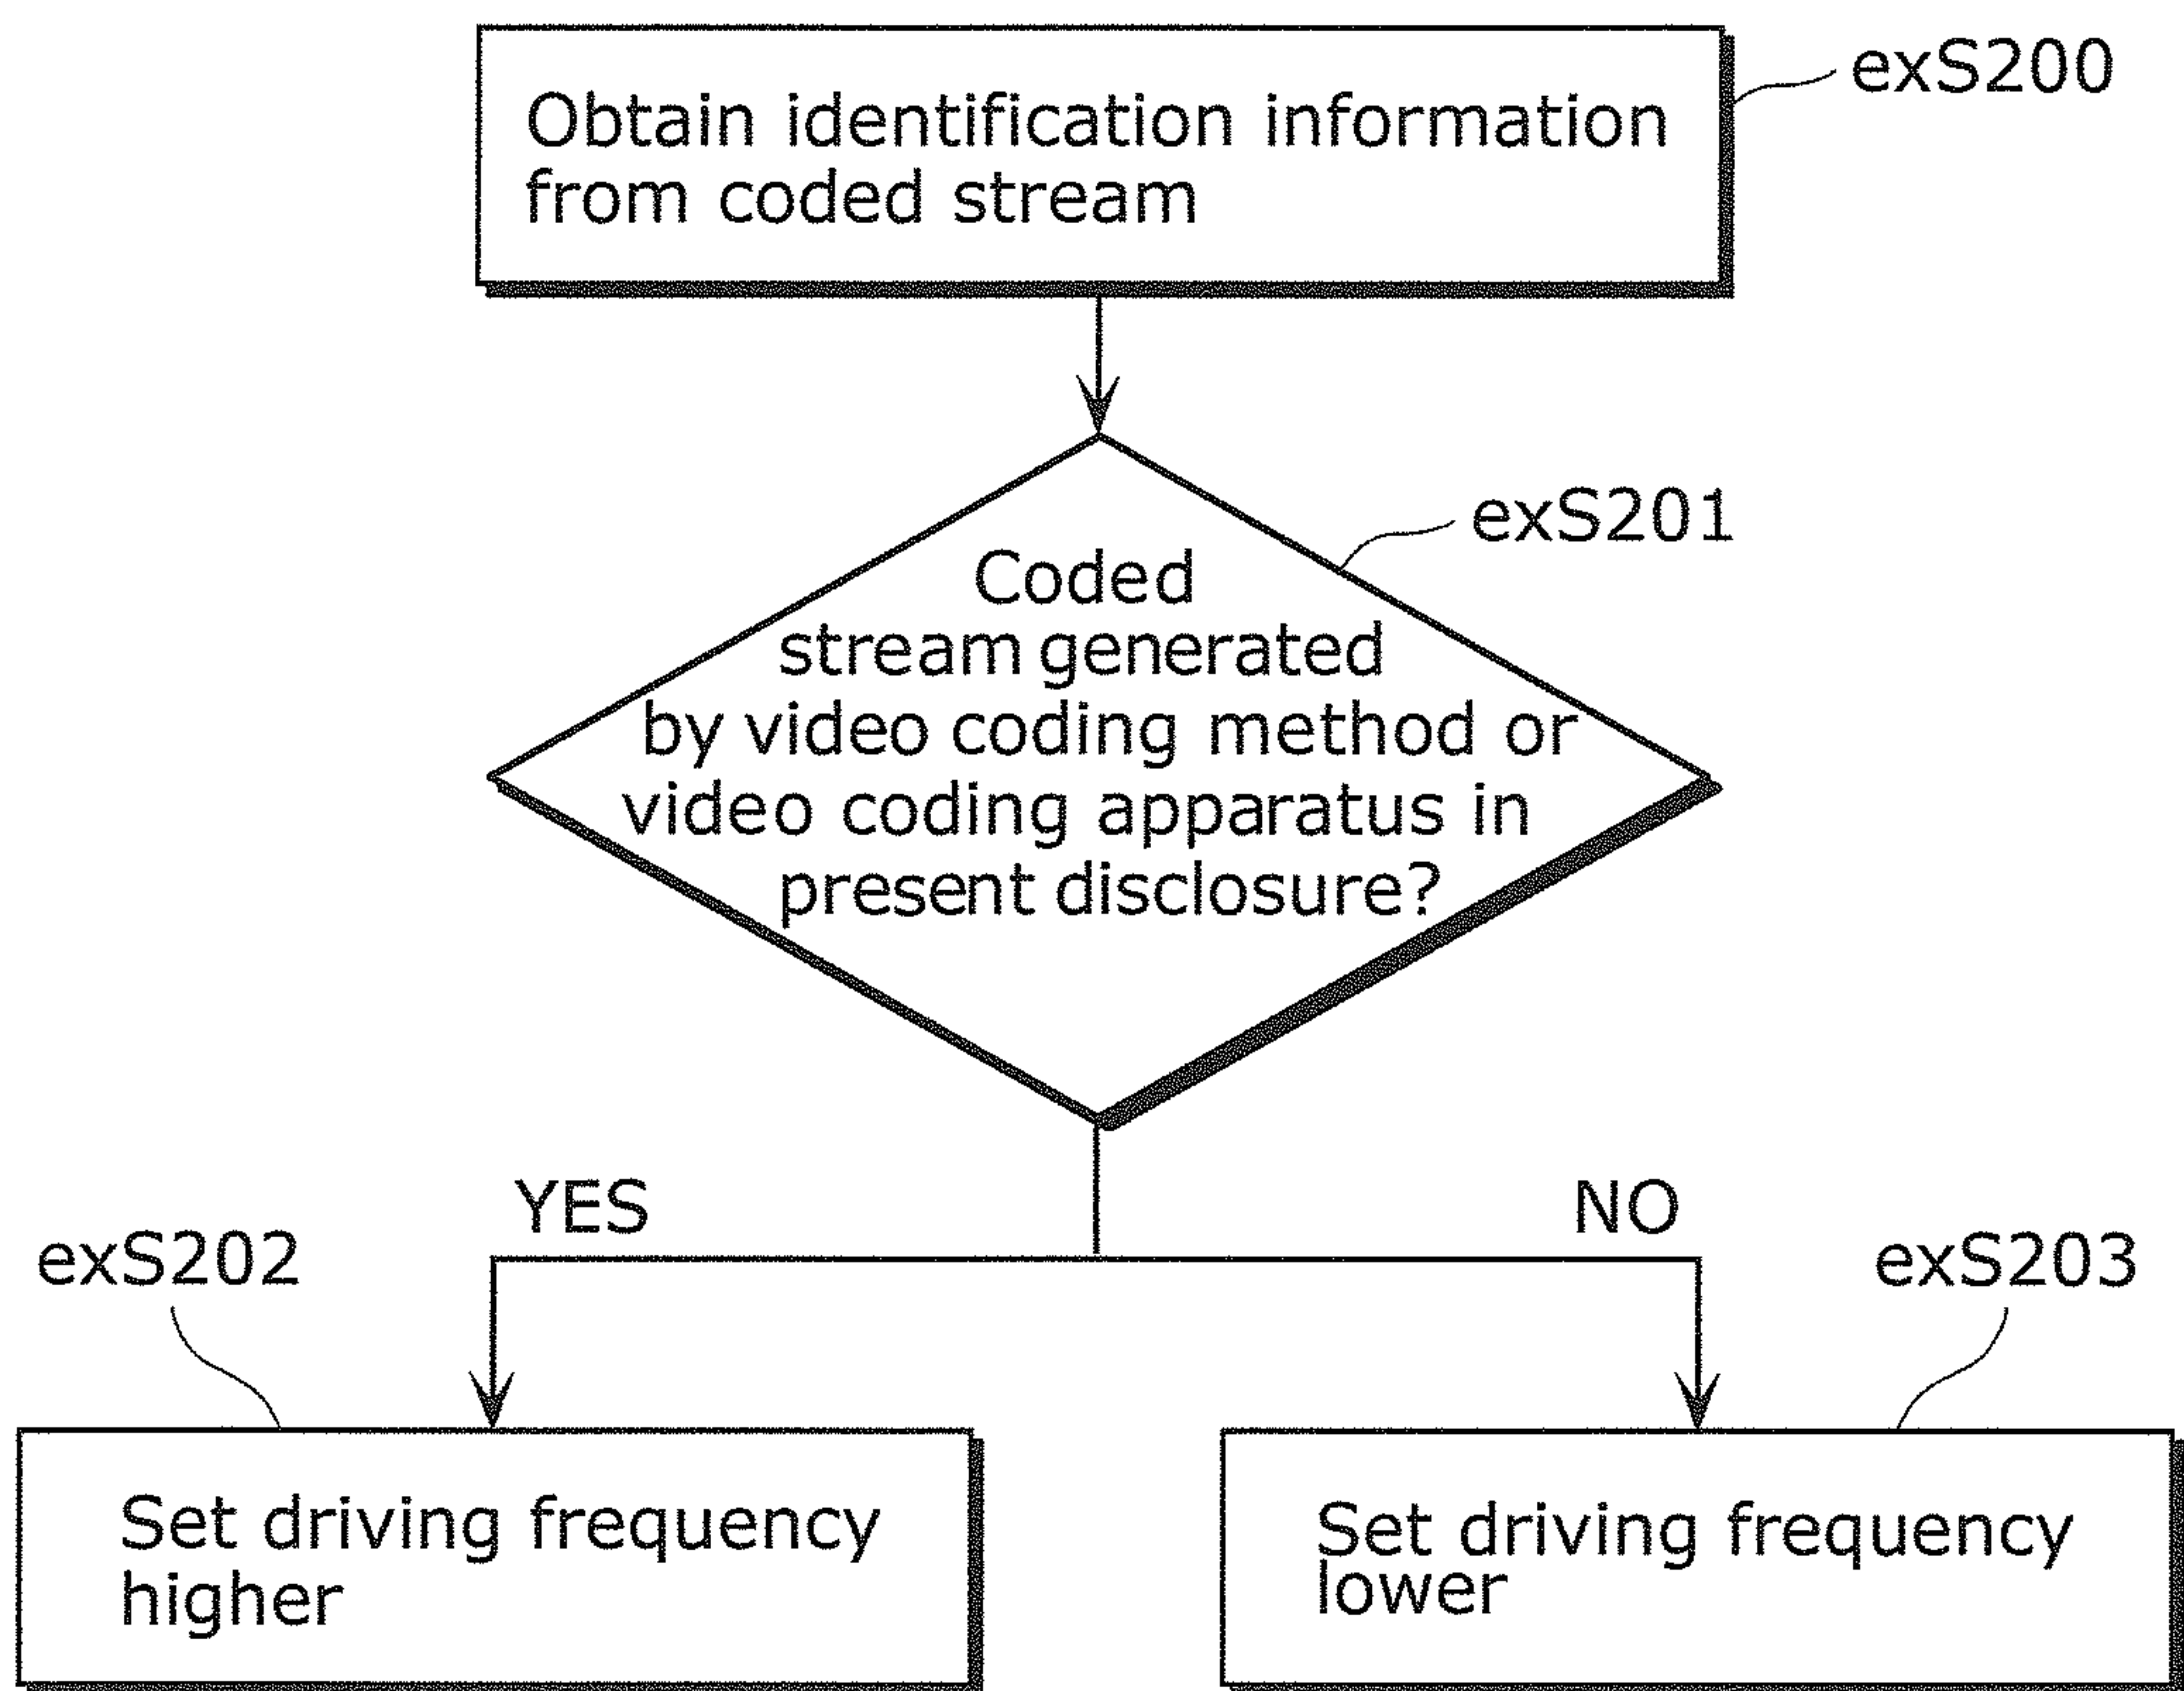 exS200
Obtain identification information
from coded stream
exS201
Coded
stream generated
by video coding method or
video coding apparatus in
present disclosure?
YES
NO
exS202
exS203
Set driving frequency
higher
Set driving frequency
lower